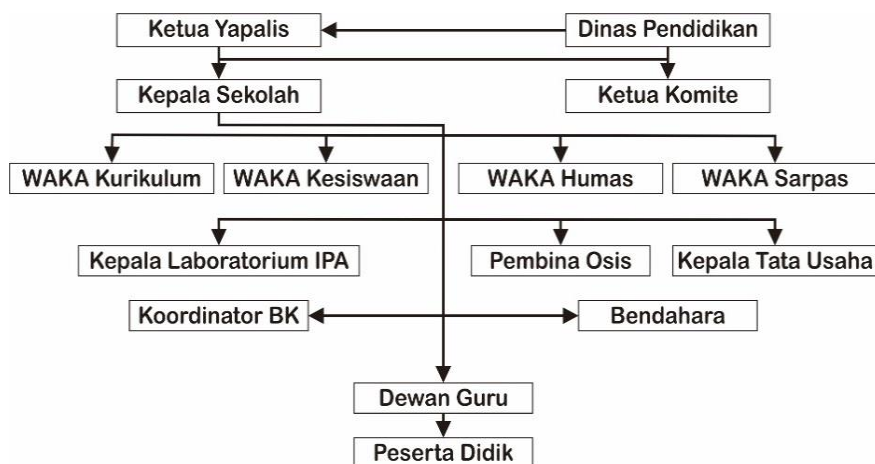 Ketua Yapalis
Dinas Pendidikan
Kepala Sekolah
Ketua Komite
WAKA Kurikulum
WAKA Kesiswaan
WAKA Humas
WAKA Sarpas
Kepala Laboratorium IPA
Pembina Osis
Kepala Tata Usaha
Koordinator BK
Bendahara
Dewan Guru
Peserta Didik